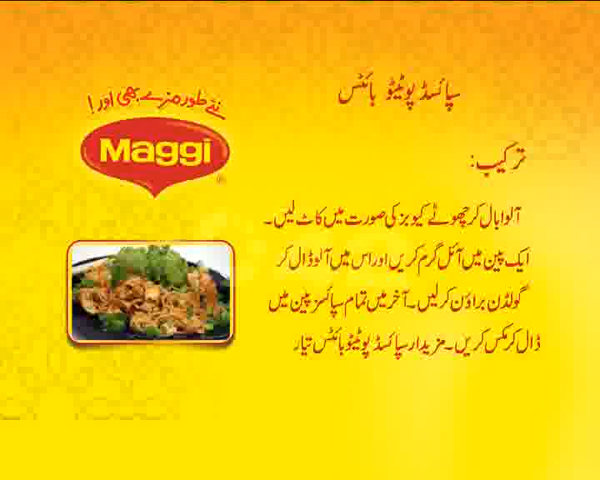 سپائسڈ پوٹیٹو بائٹس
نئے طور مزے بھی اور!
Maggi
ترکیب:
آلو ابال کر چھوٹے کیوبز کی صورت میں کاٹ لیں۔
ایک پین میں آئل گرم کریں اور اس میں آلو ڈال کر
گولڈن براؤن کر لیں۔ آخر میں تمام سپائسز پین میں
ڈال کر مکس کریں۔ مزیدار سپائسڈ پوٹیٹو بائٹس تیار